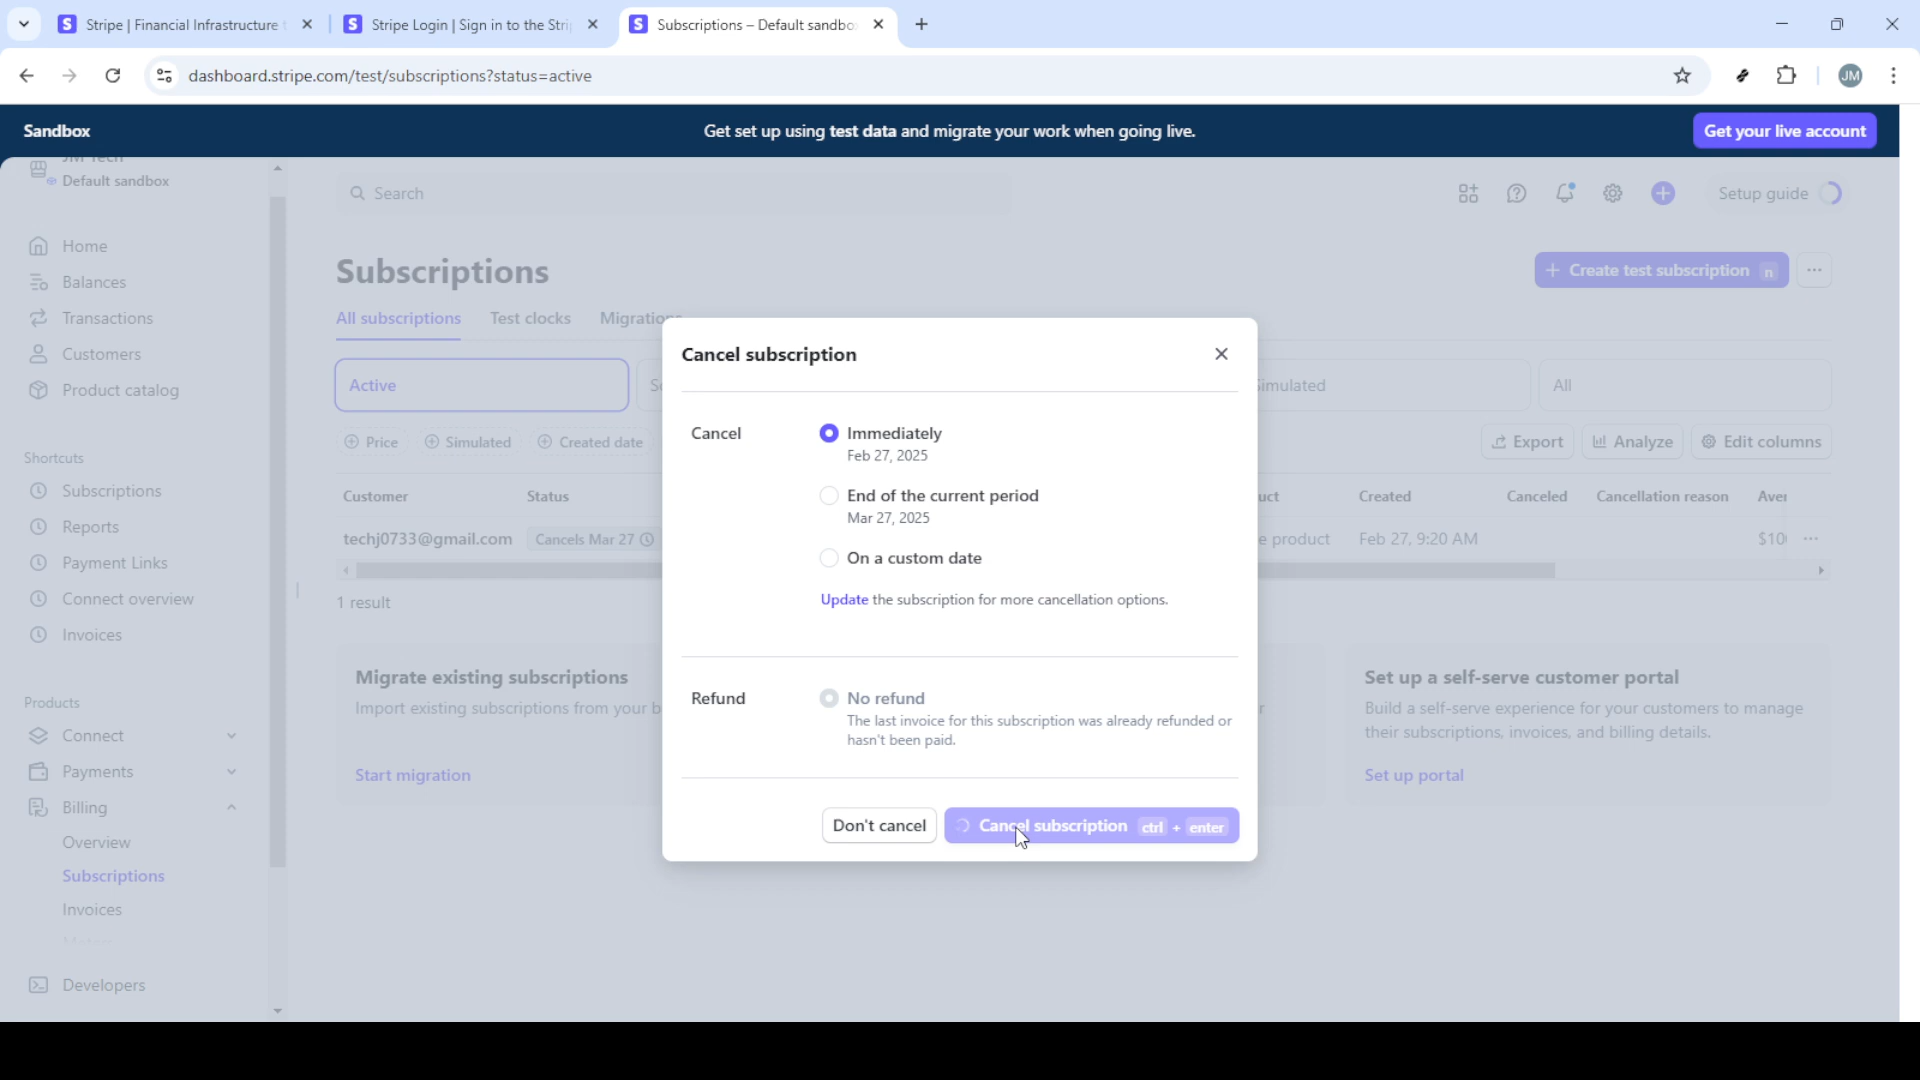 Stripe | Financial Infrastructure
Stripe Login | Sign in to the Stri
Subscriptions – Default sandbo
dashboard.stripe.com/test/subscriptions?status=active
JM
Sandbox
Get set up using test data and migrate your work when going live.
Get your live account
JM Tech
Default sandbox
Search
Setup guide
Home
Balances
Transactions
Customers
Product catalog
Shortcuts
Subscriptions
Reports
Payment Links
Connect overview
Invoices
Products
Connect
Payments
Billing
Overview
Subscriptions
Invoices
Developers
Subscriptions
+ Create test subscription n
All subscriptions Test clocks Migrations
Active
Simulated
All
Price Simulated Created date
Export Analyze Edit columns
Customer Status uct Created Canceled Cancellation reason Aver
techj0733@gmail.com Cancels Mar 27 e product Feb 27, 9:20 AM $10
1 result
Migrate existing subscriptions
Import existing subscriptions from your b
Start migration
Set up a self-serve customer portal
Build a self-serve experience for your customers to manage
their subscriptions, invoices, and billing details.
Set up portal
Cancel subscription
Cancel
Immediately
Feb 27, 2025
End of the current period
Mar 27, 2025
On a custom date
Update the subscription for more cancellation options.
Refund
No refund
The last invoice for this subscription was already refunded or
hasn't been paid.
Don't cancel
Cancel subscription ctrl + enter